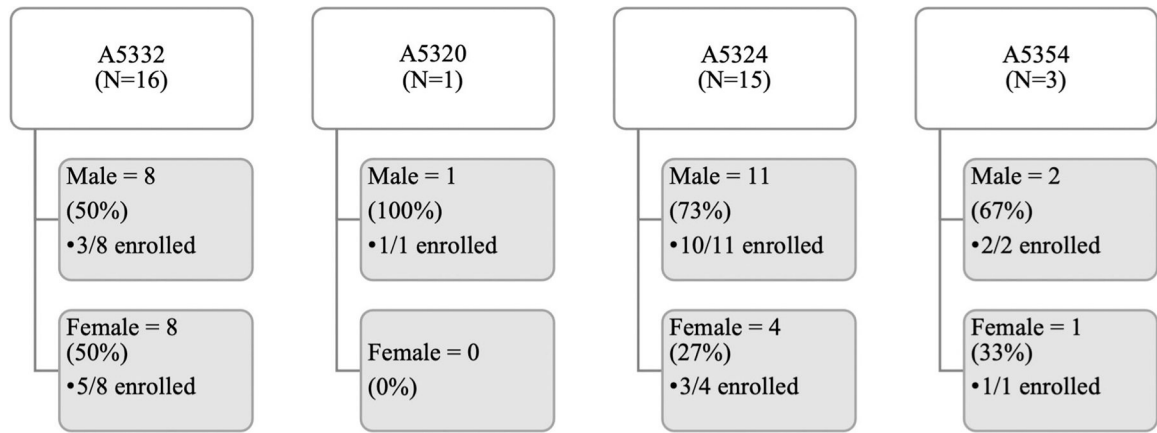 A5332
(N=16)
Male = 8
(50%)
•3/8 enrolled
Female = 8
(50%)
•5/8 enrolled
A5320
(N=1)
Male = 1
(100%)
•1/1 enrolled
Female = 0
(0%)
A5324
(N=15)
Male = 11
(73%)
•10/11 enrolled
Female = 4
(27%)
•3/4 enrolled
A5354
(N=3)
Male = 2
(67%)
•2/2 enrolled
Female = 1
(33%)
•1/1 enrolled